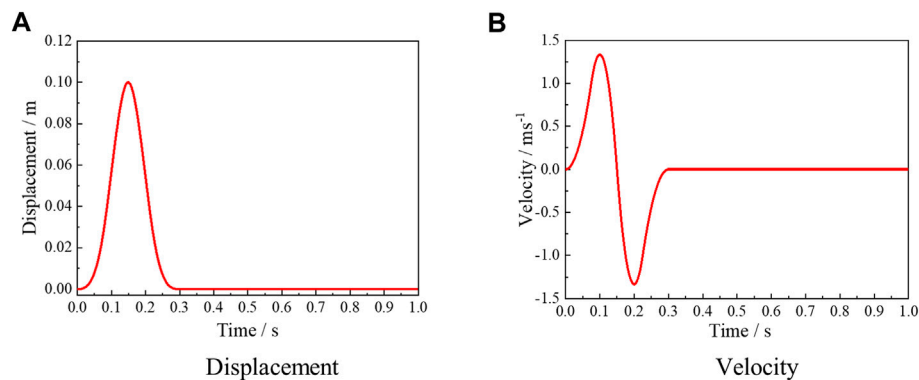 A
0.12
0.10
0.08
0.06
0.04
0.02
0.00
Displacement / m
0.0 0.1 0.2 0.3 0.4 0.5 0.6 0.7 0.8 0.9 1.0
Time / s
Displacement
B
1.5
1.0
0.5
0.0
-0.5
-1.0
-1.5
Velocity / ms⁻¹
0.0 0.1 0.2 0.3 0.4 0.5 0.6 0.7 0.8 0.9 1.0
Time / s
Velocity